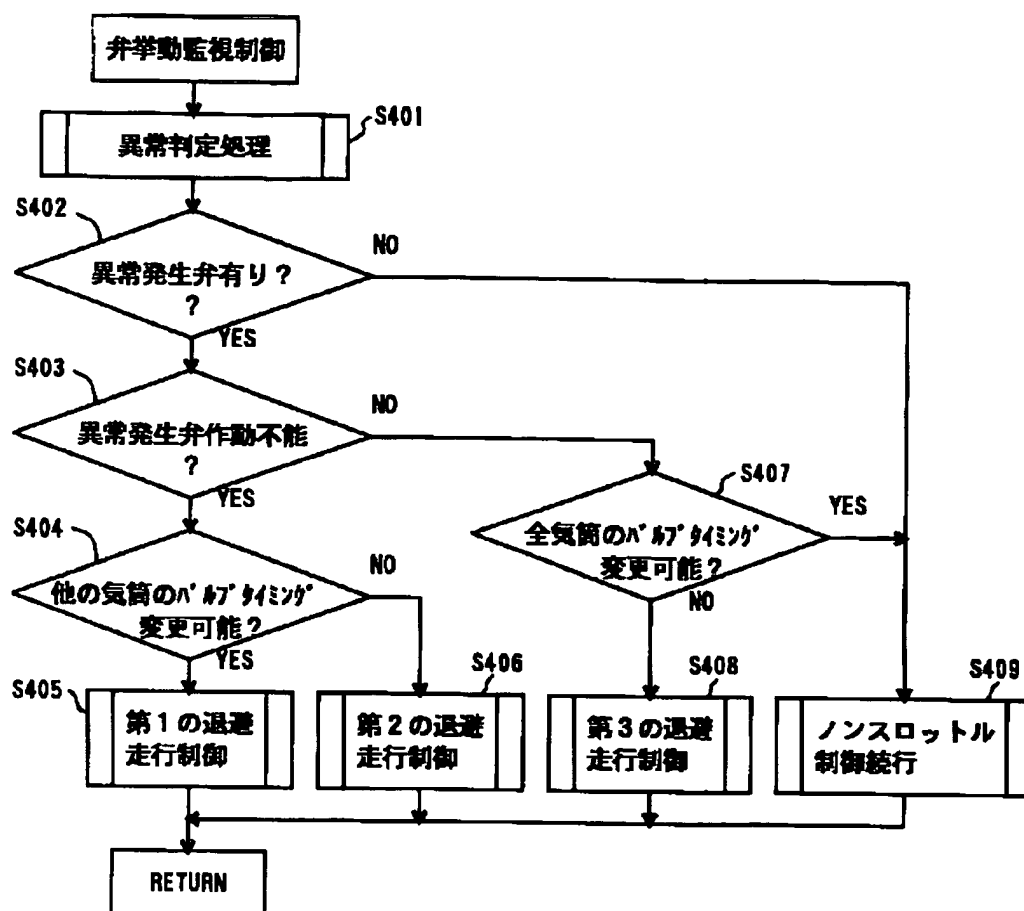 弁挙動監視制御
S401
異常判定処理
S402
NO
異常発生弁有り？
？
YES
S403
NO
異常発生弁作動不能
？
YES
S407
YES
全気筒のﾊﾞﾙﾌﾞﾀｲﾐﾝｸﾞ
変更可能？
NO
S404
NO
他の気筒のﾊﾞﾙﾌﾞﾀｲﾐﾝｸﾞ
変更可能？
YES
S405
第１の退避
走行制御
S406
第２の退避
走行制御
S408
第３の退避
走行制御
S409
ノンスロットル
制御続行
RETURN